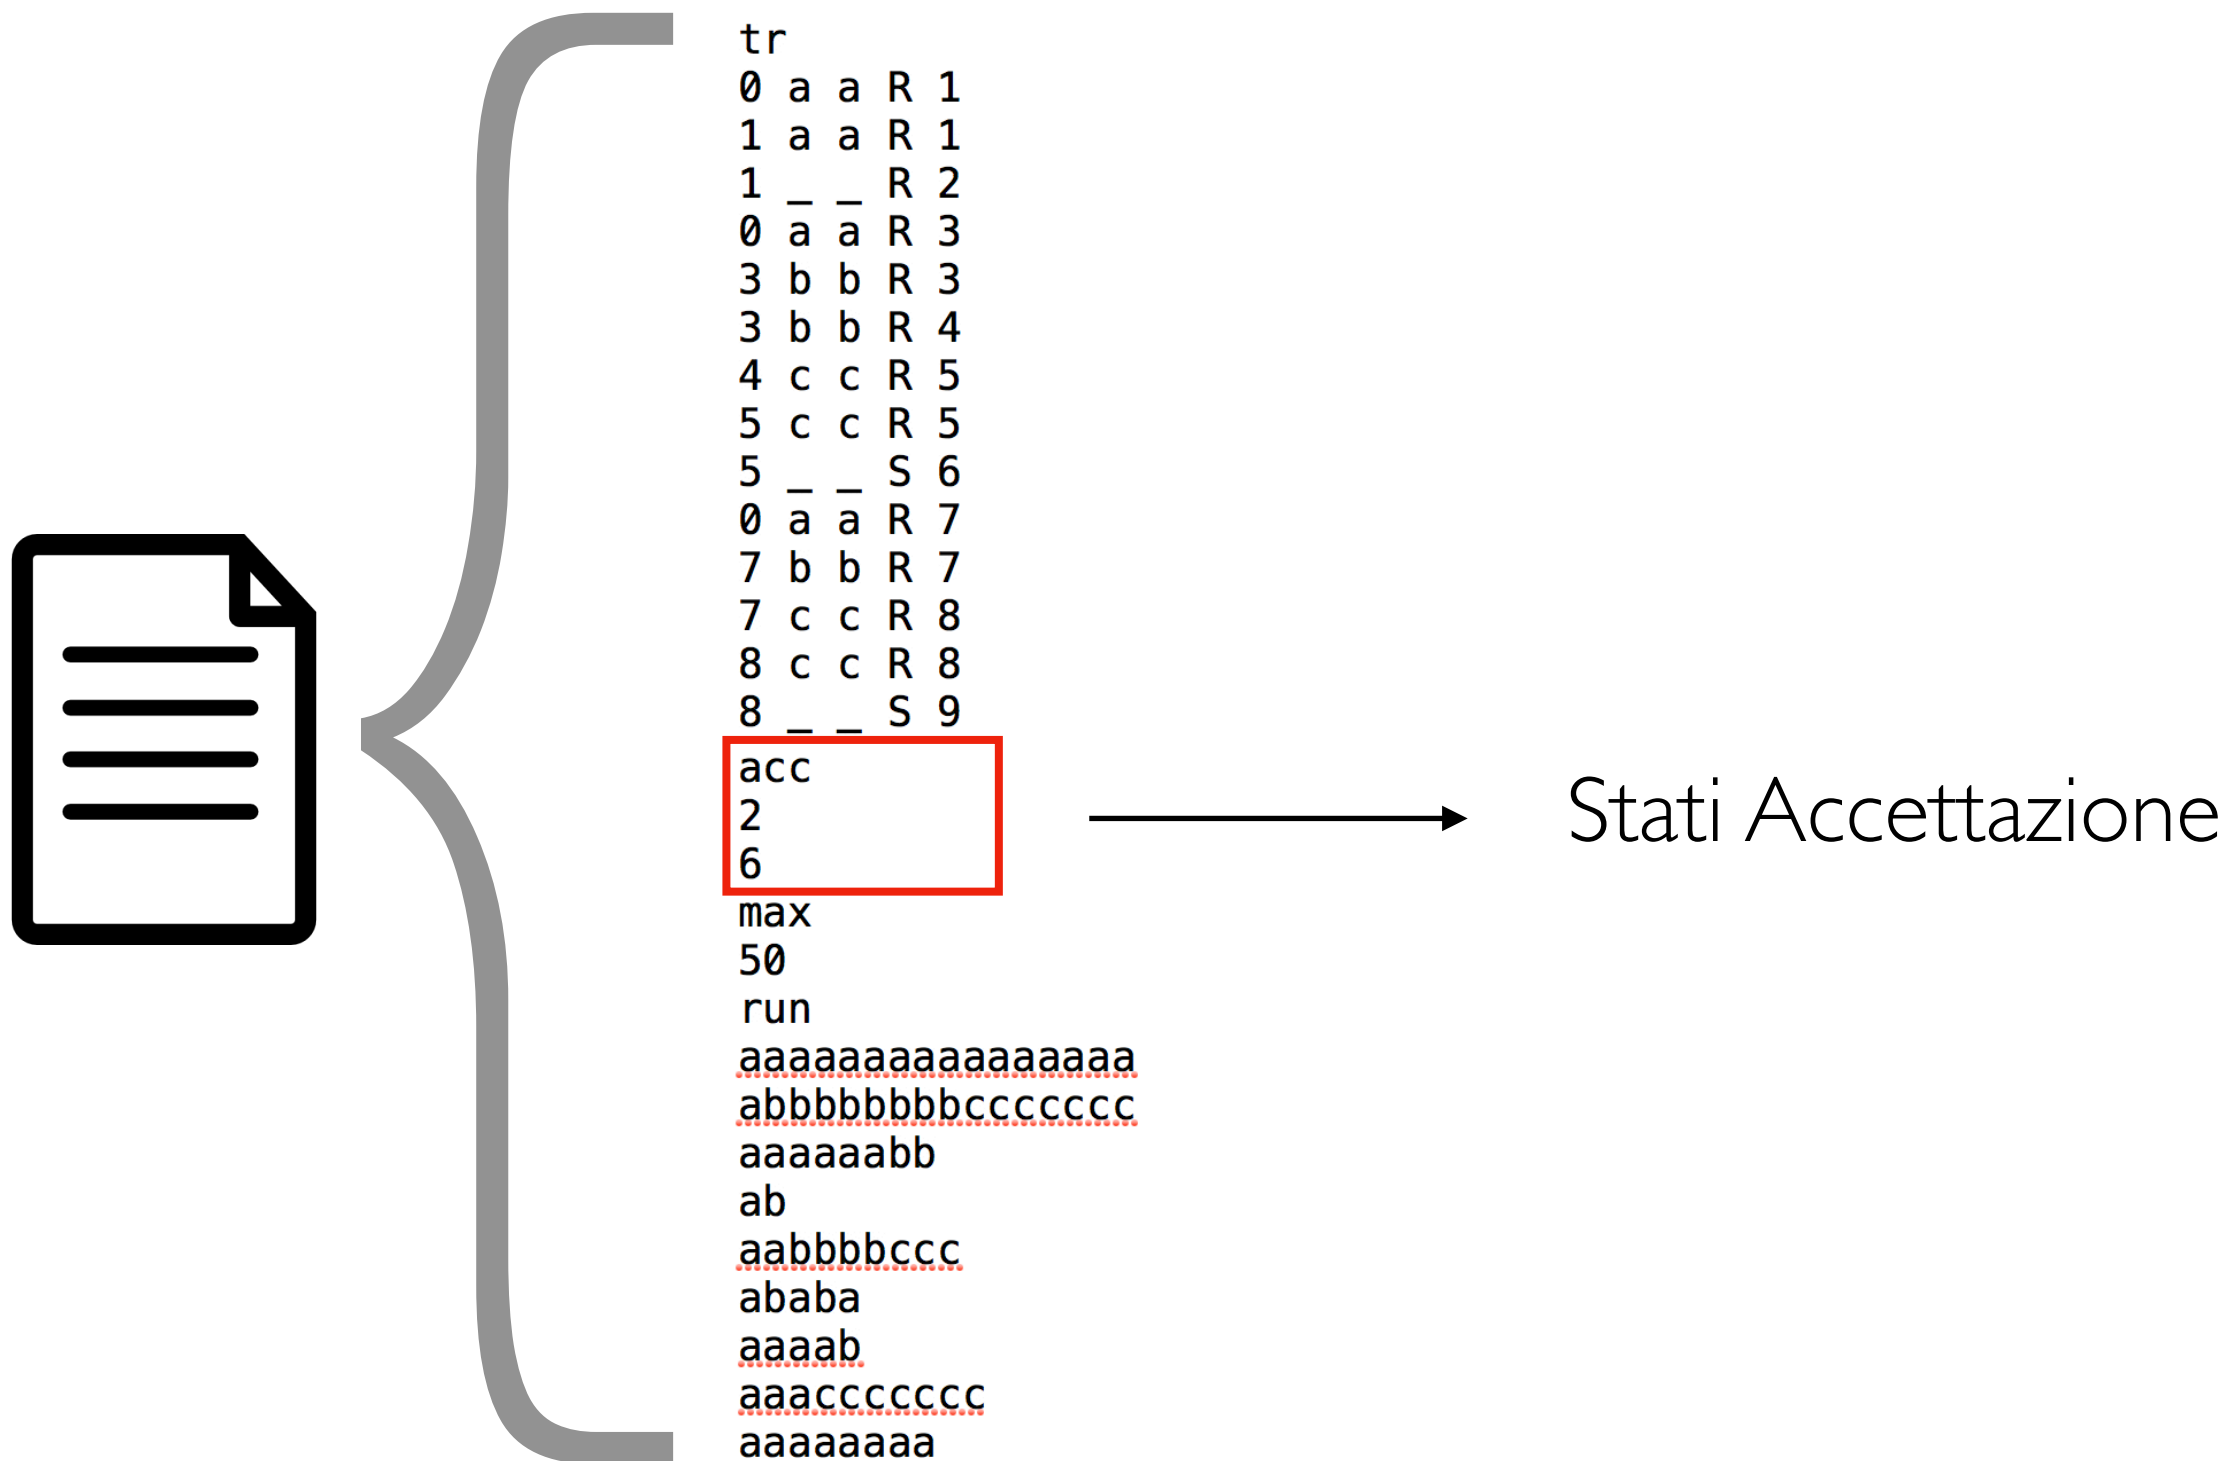 tr
0 a a R 1
1 a a R 1
1 _ _ R 2
0 a a R 3
3 b b R 3
3 b b R 4
4 c c R 5
5 c c R 5
5 _ _ S 6
0 a a R 7
7 b b R 7
7 c c R 8
8 c c R 8
8 _ _ S 9
acc
2
6
Stati Accettazione
max
50
run
aaaaaaaaaaaaaaaa
abbbbbbbbccccccc
aaaaaabb
ab
aabbbbccc
ababa
aaaab
aaaccccccc
aaaaaaaa